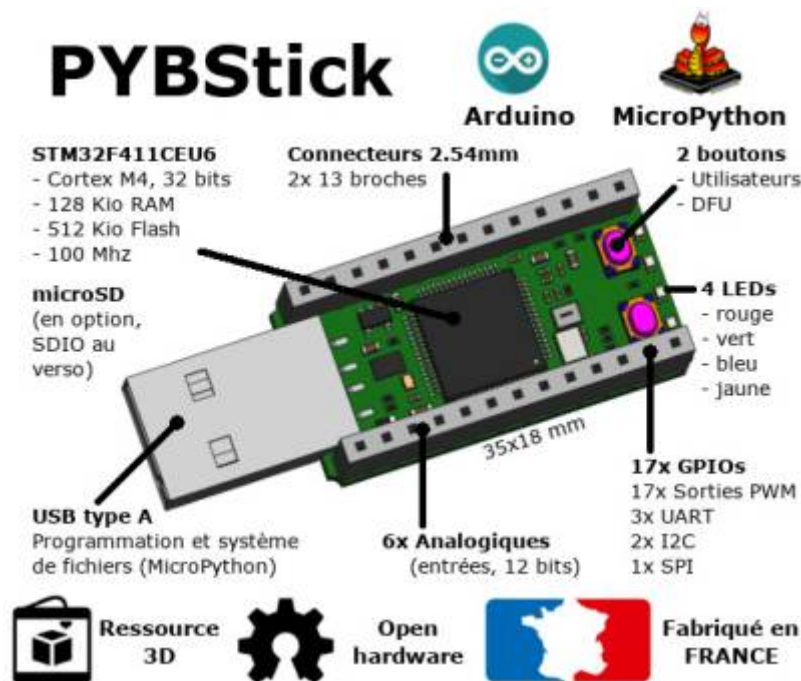 PYBStick
Arduino
MicroPython
STM32F411CEU6
- Cortex M4, 32 bits
- 128 Kio RAM
- 512 Kio Flash
- 100 Mhz
Connecteurs 2.54mm
2x 13 broches
2 boutons
- Utilisateurs
- DFU
microSD
(en option,
SDIO au
verso)
4 LEDs
- rouge
- vert
- bleu
- jaune
35x18 mm
USB type A
Programmation et système
de fichiers (MicroPython)
6x Analogiques
(entrées, 12 bits)
17x GPIOs
17x Sorties PWM
3x UART
2x I2C
1x SPI
Ressource
3D
Open
hardware
Fabriqué en
FRANCE